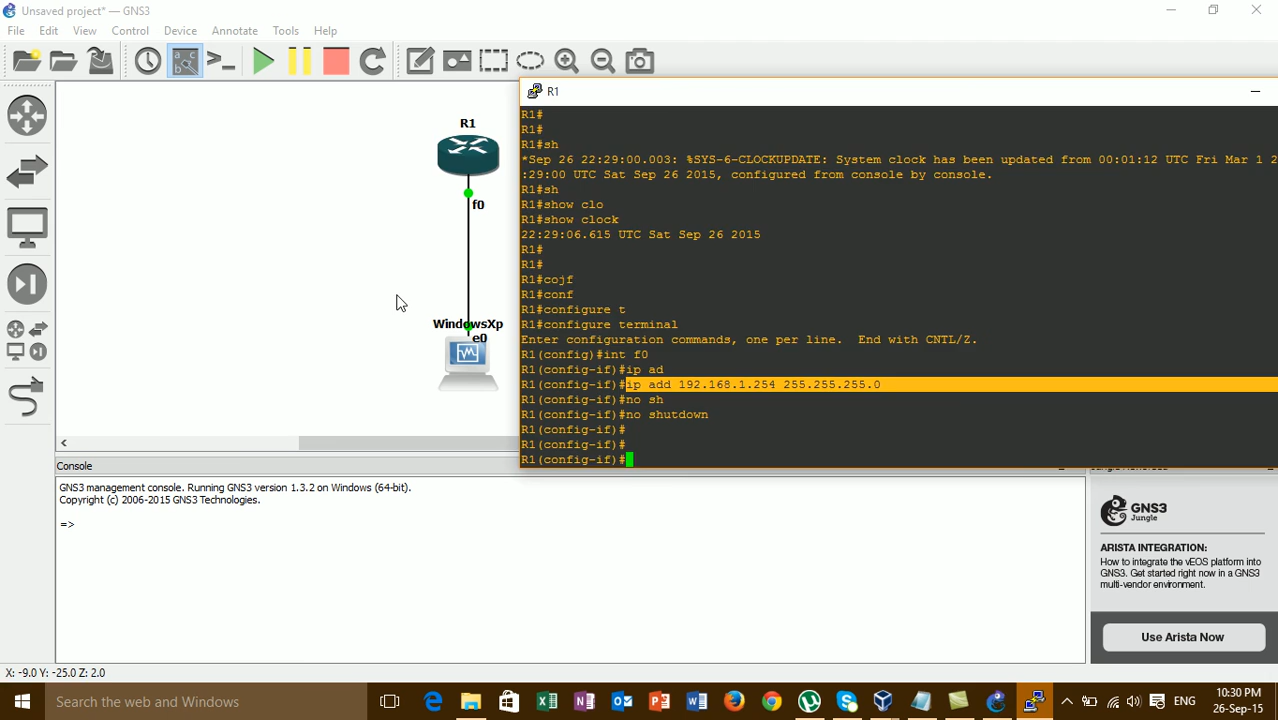 Unsaved project* — GNS3
File Edit View Control Device Annotate Tools Help
R1
f0
WindowsXp
e0
R1
R1#
R1#
R1#sh
*Sep 26 22:29:00.003: %SYS-6-CLOCKUPDATE: System clock has been updated from 00:01:12 UTC Fri Mar 1 2
:29:00 UTC Sat Sep 26 2015, configured from console by console.
R1#sh
R1#show clo
R1#show clock
22:29:06.615 UTC Sat Sep 26 2015
R1#
R1#
R1#cojf
R1#conf
R1#configure t
R1#configure terminal
Enter configuration commands, one per line.  End with CNTL/Z.
R1(config)#int f0
R1(config-if)#ip ad
R1(config-if)#ip add 192.168.1.254 255.255.255.0
R1(config-if)#no sh
R1(config-if)#no shutdown
R1(config-if)#
R1(config-if)#
R1(config-if)#
Console
GNS3 management console. Running GNS3 version 1.3.2 on Windows (64-bit).
Copyright (c) 2006-2015 GNS3 Technologies.
=>
GNS3
Jungle
ARISTA INTEGRATION:
How to integrate the vEOS platform into
GNS3. Get started right now in a GNS3
multi-vendor environment.
Use Arista Now
X: -9.0 Y: -25.0 Z: 2.0
Search the web and Windows
ENG
10:30 PM
26-Sep-15